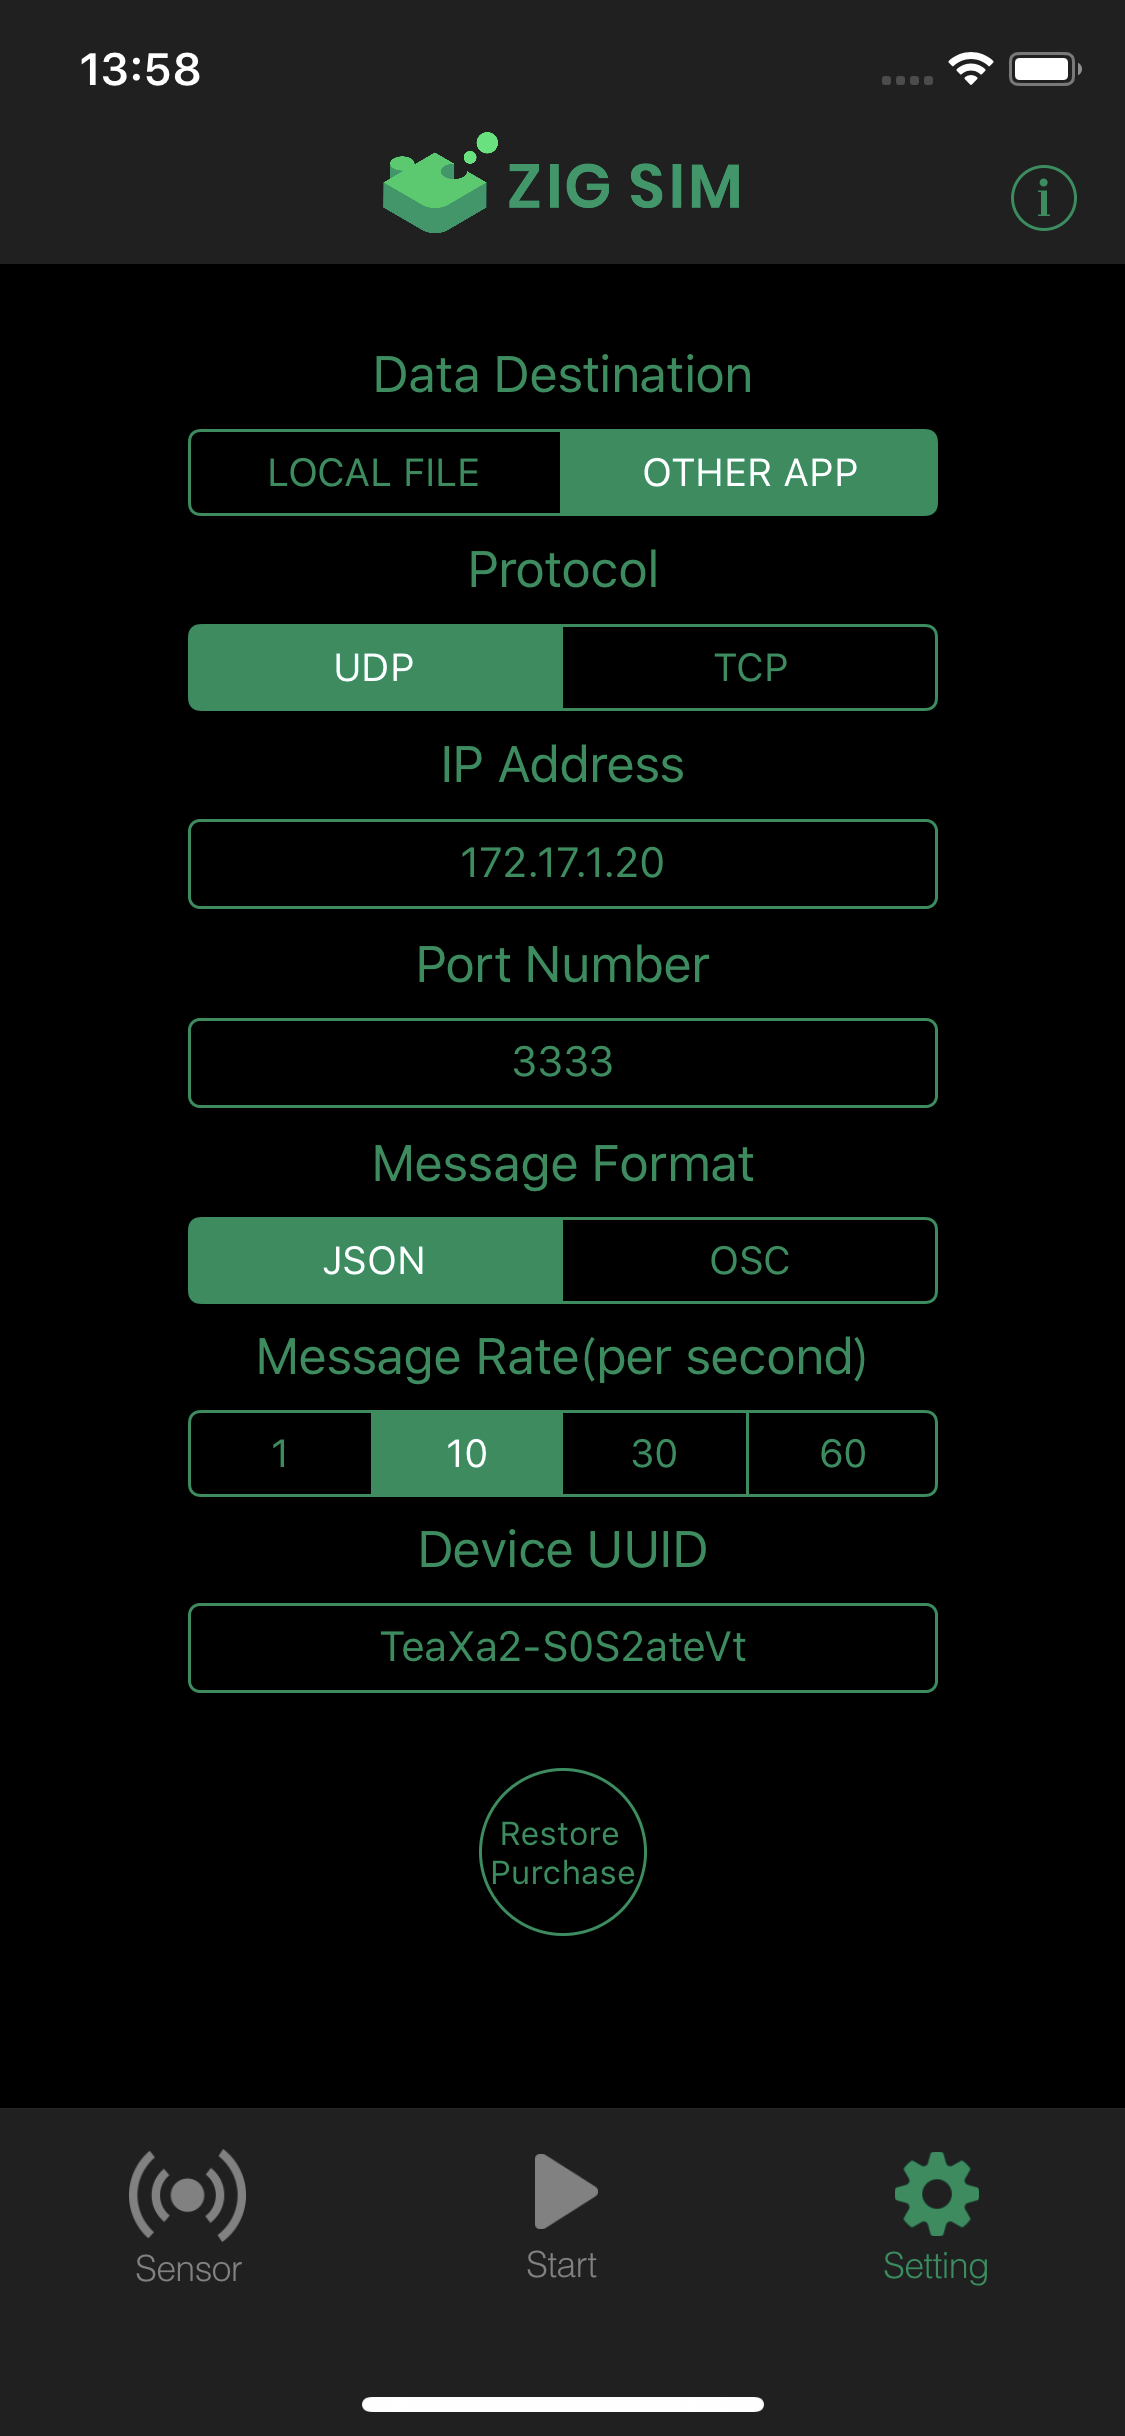 13:58
ZIG SIM
i
Data Destination
LOCAL FILE OTHER APP
Protocol
UDP TCP
IP Address
172.17.1.20
Port Number
3333
Message Format
JSON OSC
Message Rate(per second)
1 10 30 60
Device UUID
TeaXa2-S0S2ateVt
Restore
Purchase
Sensor Start Setting